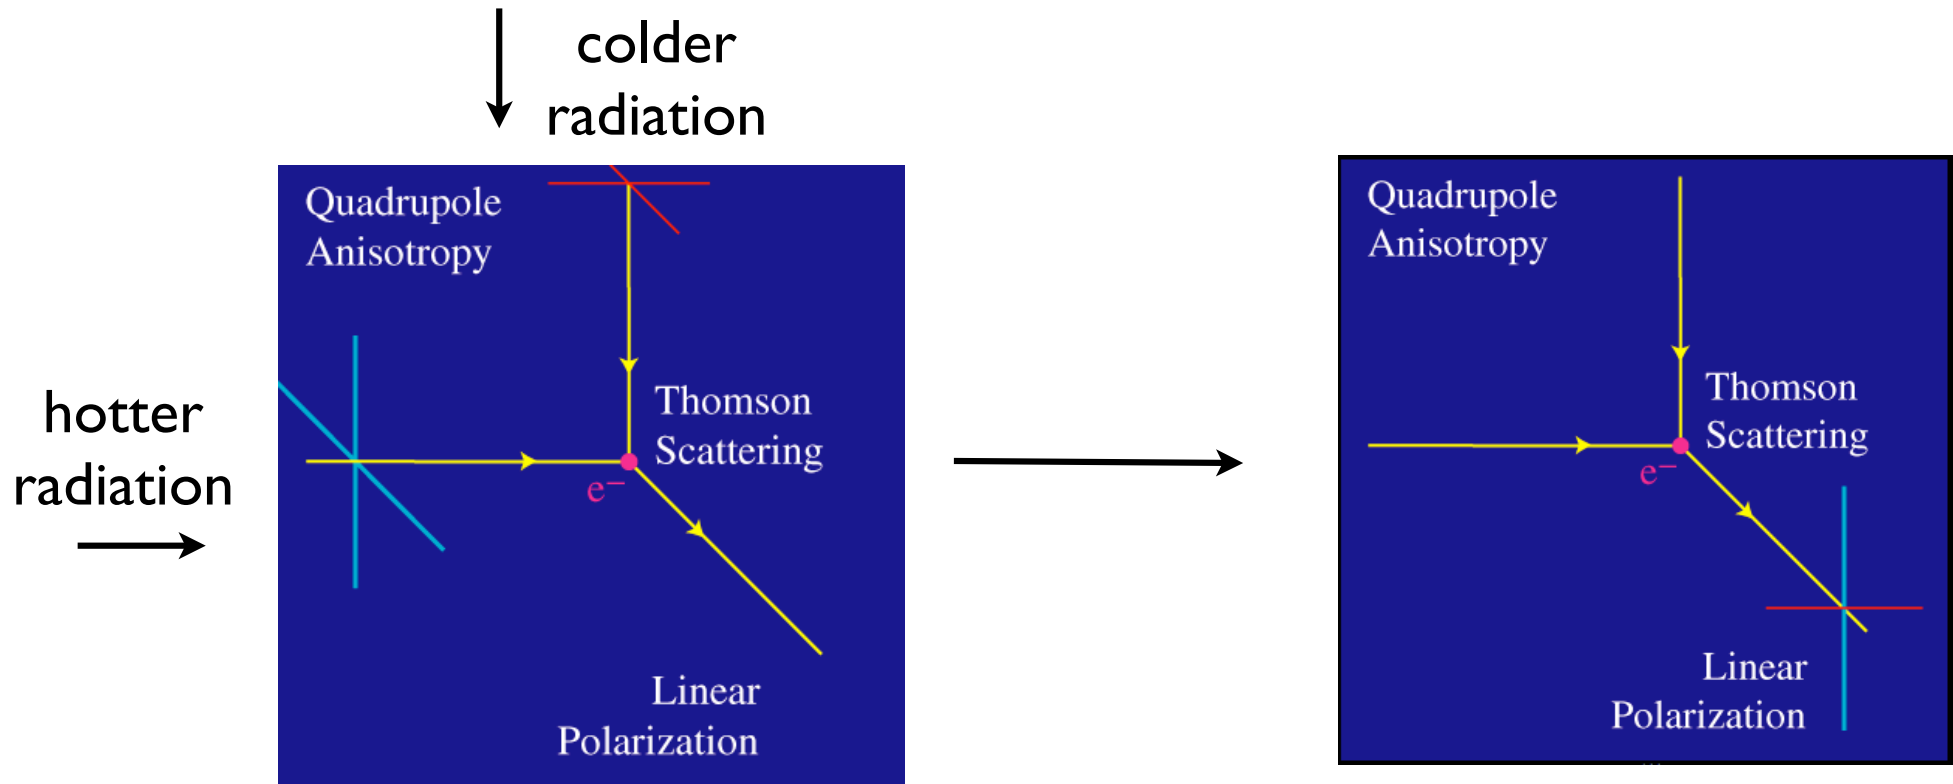 colder
radiation
hotter
radiation
Quadrupole
Anisotropy
Thomson
Scattering
e−
Linear
Polarization
Quadrupole
Anisotropy
Thomson
Scattering
e−
Linear
Polarization